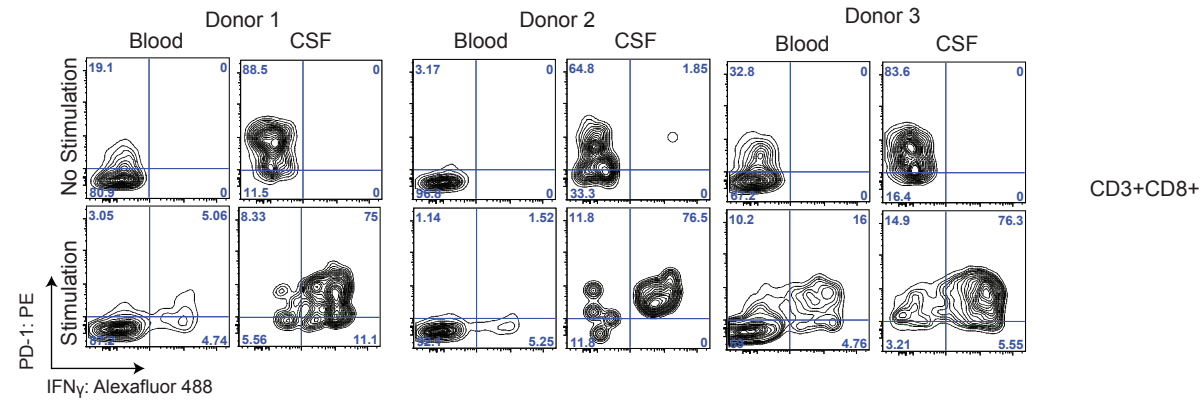 Donor 1 Donor 2 Donor 3
Blood CSF Blood CSF Blood CSF
No Stimulation
19.1 0 88.5 0 3.17 0 64.8 1.85 32.8 0 83.6 0
80.9 0 11.5 0 96.8 0 33.3 0 67.2 0 16.4 0
CD3+CD8+
Stimulation
3.05 5.06 8.33 75 1.14 1.52 11.8 76.5 10.2 16 14.9 76.3
4.74 5.56 11.1 5.25 11.8 0 4.76 3.21 5.55
PD-1: PE
IFNγ: Alexafluor 488